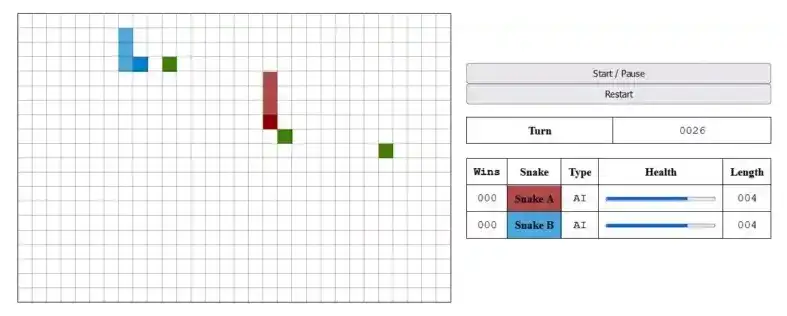 Start / Pause
Restart
Turn 0026
Wins Snake Type Health Length
000 Snake A AI 004
000 Snake B AI 004